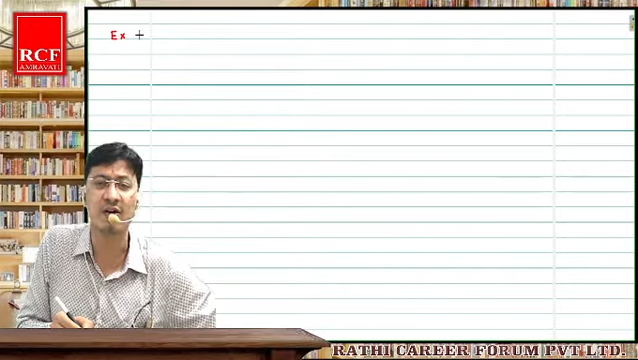 RCF
AMRAVATI
Ex
RATHI CAREER FORUM PVT LTD.